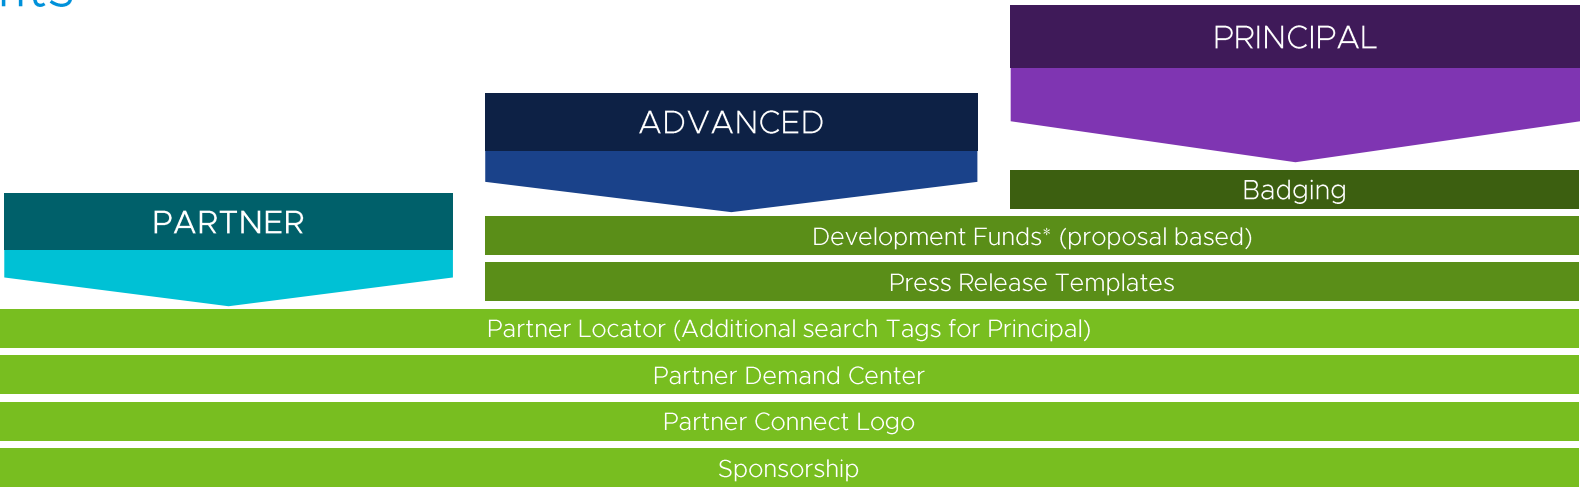 PRINCIPAL
ADVANCED
PARTNER
Badging
Development Funds* (proposal based)
Press Release Templates
Partner Locator (Additional search Tags for Principal)
Partner Demand Center
Partner Connect Logo
Sponsorship